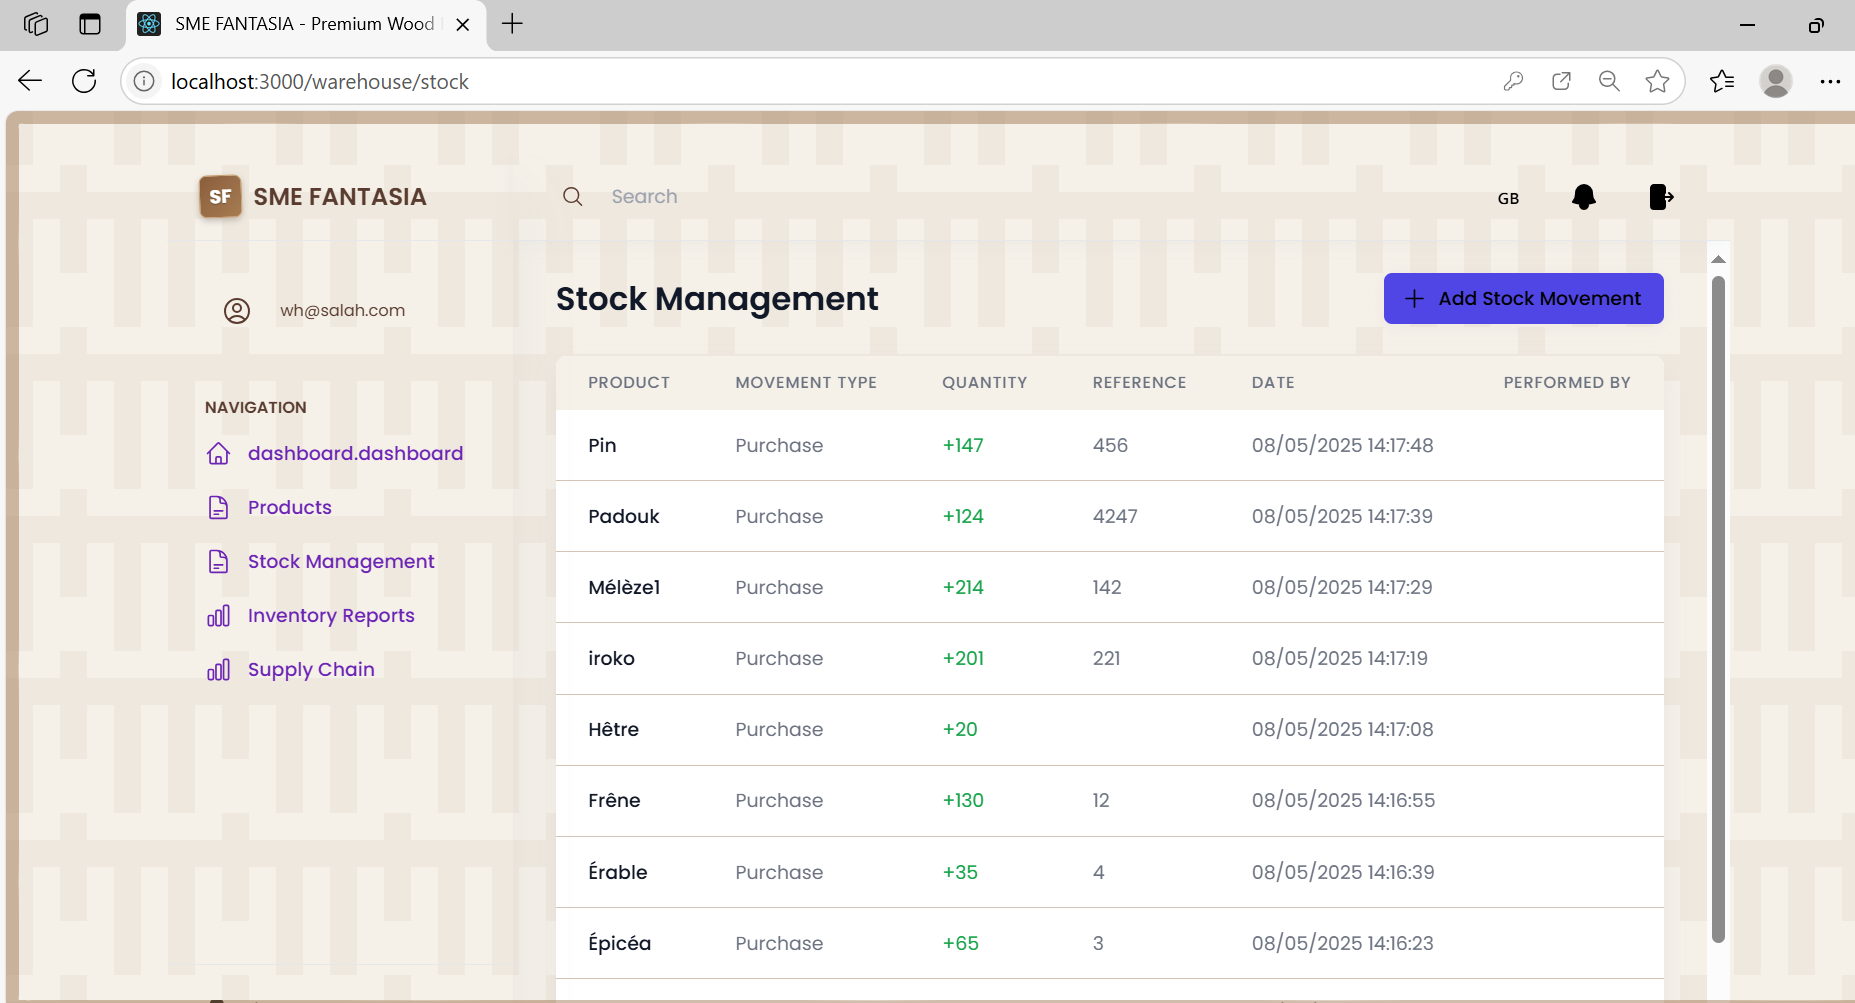 SME FANTASIA - Premium Wood
localhost:3000/warehouse/stock
SF SME FANTASIA
Search
GB
wh@salah.com
NAVIGATION
dashboard.dashboard
Products
Stock Management
Inventory Reports
Supply Chain
Stock Management
Add Stock Movement
PRODUCT MOVEMENT TYPE QUANTITY REFERENCE DATE PERFORMED BY
Pin Purchase +147 456 08/05/2025 14:17:48
Padouk Purchase +124 4247 08/05/2025 14:17:39
Mélèze1 Purchase +214 142 08/05/2025 14:17:29
iroko Purchase +201 221 08/05/2025 14:17:19
Hêtre Purchase +20 08/05/2025 14:17:08
Frêne Purchase +130 12 08/05/2025 14:16:55
Érable Purchase +35 4 08/05/2025 14:16:39
Épicéa Purchase +65 3 08/05/2025 14:16:23